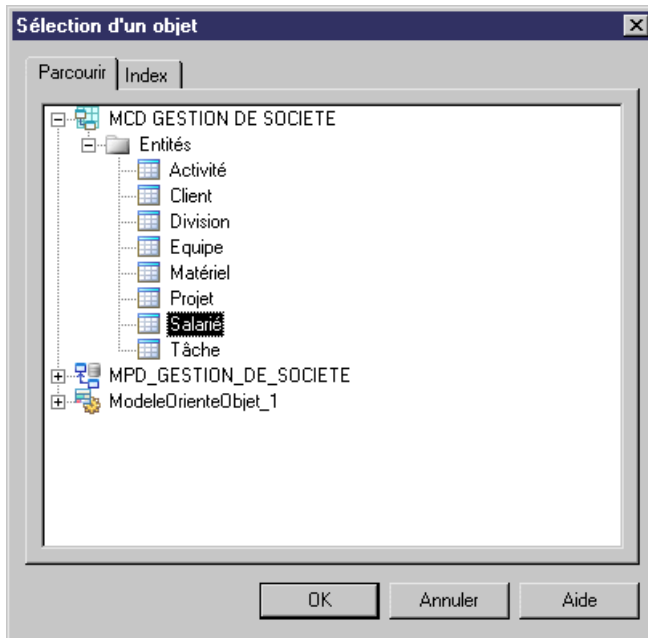 Sélection d'un objet
Parcourir
Index
MCD GESTION DE SOCIETE
Entités
Activité
Client
Division
Equipe
Matériel
Projet
Salarié
Tâche
MPD_GESTION_DE_SOCIETE
ModeleOrienteObjet_1
OK
Annuler
Aide